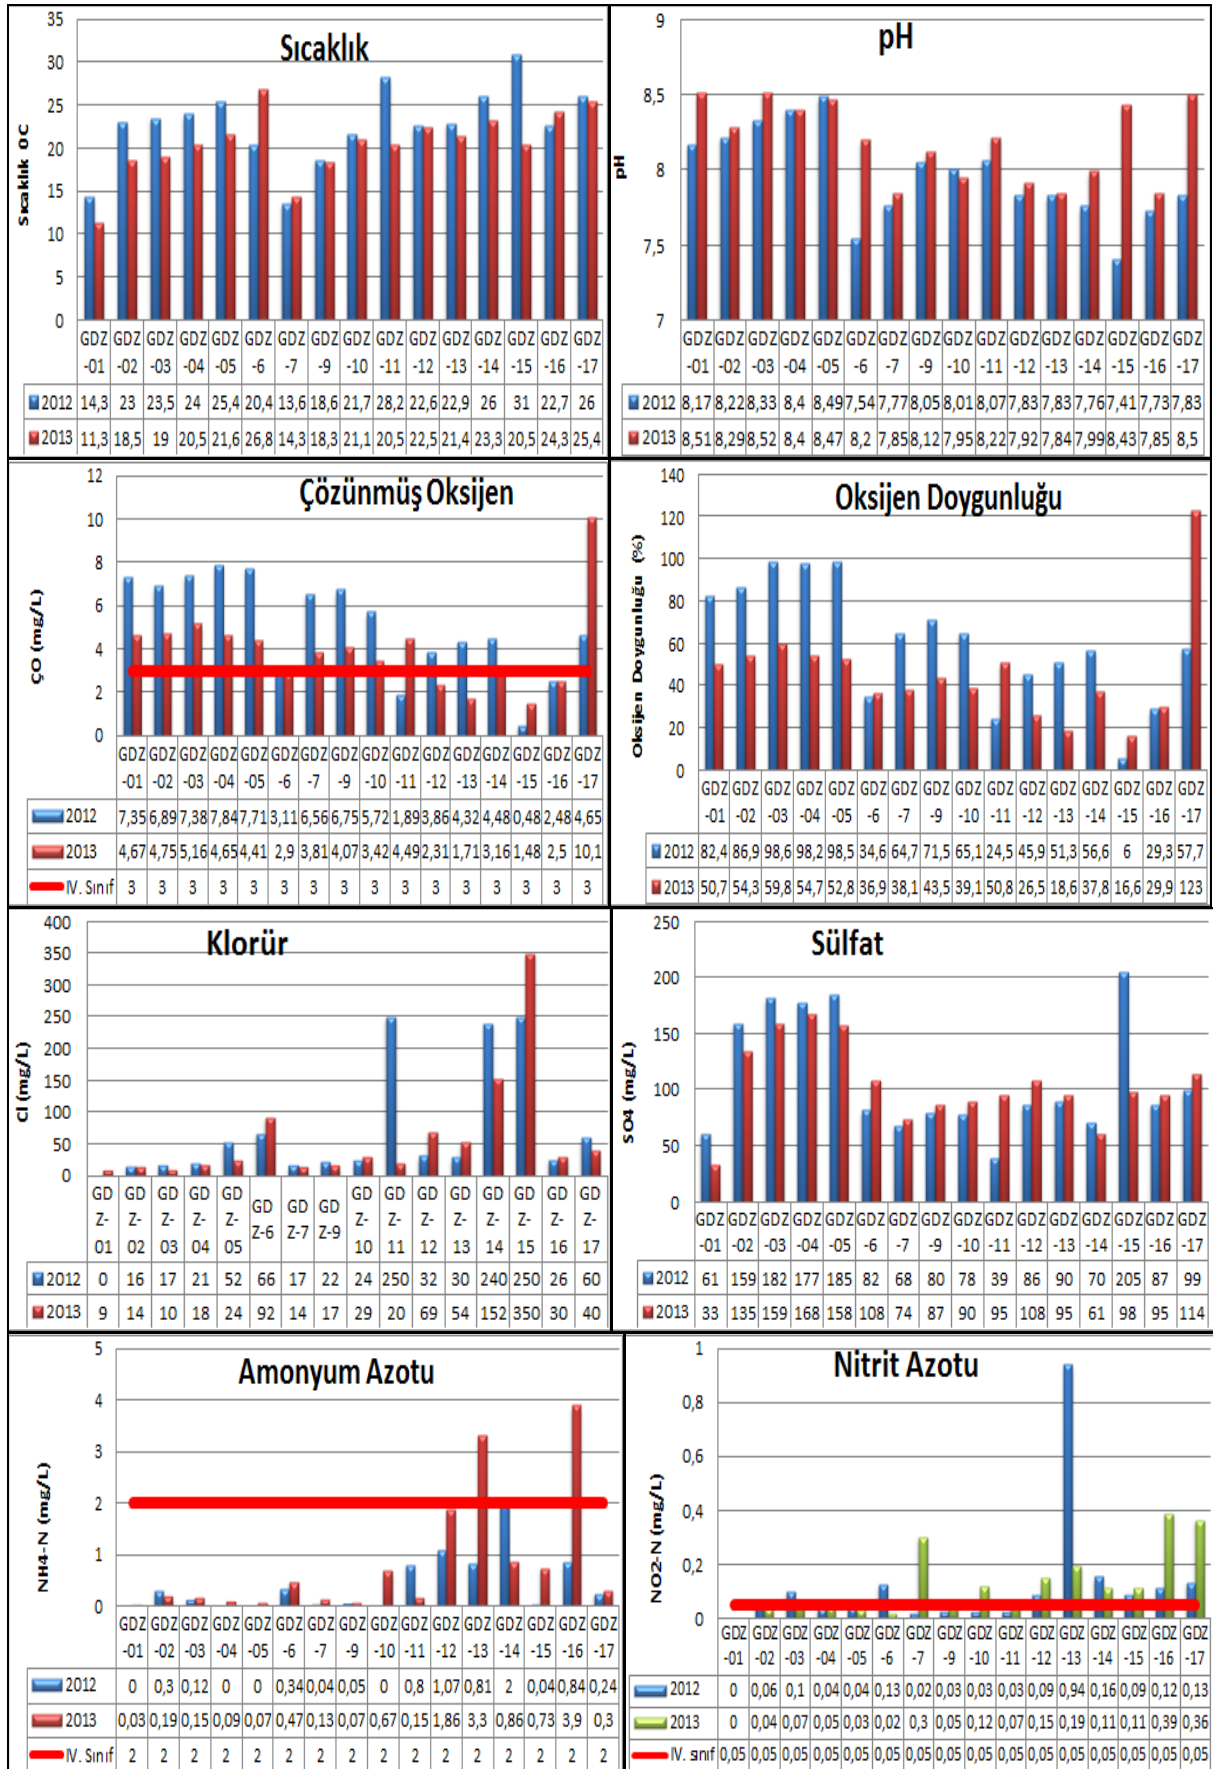 Sıcaklık
Sıcaklık OC
35
30
25
20
15
10
5
0
GDZ GDZ GDZ GDZ GDZ GDZ GDZ GDZ GDZ GDZ GDZ GDZ GDZ GDZ GDZ GDZ
-01 -02 -03 -04 -05 -6 -7 -9 -10 -11 -12 -13 -14 -15 -16 -17
2012 14,3 23 23,5 24 25,4 20,4 13,6 18,6 21,7 28,2 22,6 22,9 26 31 22,7 26
2013 11,3 18,5 19 20,5 21,6 26,8 14,3 18,3 21,1 20,5 22,5 21,4 23,3 20,5 24,3 25,4
pH
pH
9
8,5
8
7,5
7
GDZ GDZ GDZ GDZ GDZ GDZ GDZ GDZ GDZ GDZ GDZ GDZ GDZ GDZ GDZ GDZ
-01 -02 -03 -04 -05 -6 -7 -9 -10 -11 -12 -13 -14 -15 -16 -17
2012 8,17 8,22 8,33 8,4 8,49 7,54 7,77 8,05 8,01 8,07 7,83 7,83 7,76 7,41 7,73 7,83
2013 8,51 8,29 8,52 8,4 8,47 8,2 7,85 8,12 7,95 8,22 7,92 7,84 7,99 8,43 7,85 8,5
Çözünmüş Oksijen
ÇO (mg/L)
12
10
8
6
4
2
0
GDZ GDZ GDZ GDZ GDZ GDZ GDZ GDZ GDZ GDZ GDZ GDZ GDZ GDZ GDZ GDZ
-01 -02 -03 -04 -05 -6 -7 -9 -10 -11 -12 -13 -14 -15 -16 -17
2012 7,35 6,89 7,38 7,84 7,71 3,11 6,56 6,75 5,72 1,89 3,86 4,32 4,48 0,48 2,48 4,65
2013 4,67 4,75 5,16 4,65 4,41 2,9 3,81 4,07 3,42 4,49 2,31 1,71 3,16 1,48 2,5 10,1
IV. Sınıf 3 3 3 3 3 3 3 3 3 3 3 3 3 3 3 3
Oksijen Doygunluğu
Oksijen Doygunluğu (%)
140
120
100
80
60
40
20
0
GDZ GDZ GDZ GDZ GDZ GDZ GDZ GDZ GDZ GDZ GDZ GDZ GDZ GDZ GDZ GDZ
-01 -02 -03 -04 -05 -6 -7 -9 -10 -11 -12 -13 -14 -15 -16 -17
2012 82,4 86,9 98,6 98,2 98,5 34,6 64,7 71,5 65,1 24,5 45,9 51,3 56,6 6 29,3 57,7
2013 50,7 54,3 59,8 54,7 52,8 36,9 38,1 43,5 39,1 50,8 26,5 18,6 37,8 16,6 29,9 123
Klorür
Cl (mg/L)
400
350
300
250
200
150
100
50
0
GD GD GD GD GD GD GD GD GD GD GD GD GD GD GD GD
Z- Z- Z- Z- Z- Z-6 Z-7 Z-9 Z- Z- Z- Z- Z- Z- Z- Z-
01 02 03 04 05 10 11 12 13 14 15 16 17
2012 0 16 17 21 52 66 17 22 24 250 32 30 240 250 26 60
2013 9 14 10 18 24 92 14 17 29 20 69 54 152 350 30 40
Sülfat
SO4 (mg/L)
250
200
150
100
50
0
GDZ GDZ GDZ GDZ GDZ GDZ GDZ GDZ GDZ GDZ GDZ GDZ GDZ GDZ GDZ GDZ
-01 -02 -03 -04 -05 -6 -7 -9 -10 -11 -12 -13 -14 -15 -16 -17
2012 61 159 182 177 185 82 68 80 78 39 86 90 70 205 87 99
2013 33 135 159 168 158 108 74 87 90 95 108 95 61 98 95 114
Amonyum Azotu
NH4-N (mg/L)
5
4
3
2
1
0
GDZ GDZ GDZ GDZ GDZ GDZ GDZ GDZ GDZ GDZ GDZ GDZ GDZ GDZ GDZ GDZ
-01 -02 -03 -04 -05 -6 -7 -9 -10 -11 -12 -13 -14 -15 -16 -17
2012 0 0,3 0,12 0 0 0,34 0,04 0,05 0 0,8 1,07 0,81 2 0,04 0,84 0,24
2013 0,03 0,19 0,15 0,09 0,07 0,47 0,13 0,07 0,67 0,15 1,86 3,3 0,86 0,73 3,9 0,3
IV. Sınıf 2 2 2 2 2 2 2 2 2 2 2 2 2 2 2 2
Nitrit Azotu
NO2-N (mg/L)
1
0,8
0,6
0,4
0,2
0
GDZ GDZ GDZ GDZ GDZ GDZ GDZ GDZ GDZ GDZ GDZ GDZ GDZ GDZ GDZ GDZ
-01 -02 -03 -04 -05 -6 -7 -9 -10 -11 -12 -13 -14 -15 -16 -17
2012 0 0,06 0,1 0,04 0,04 0,13 0,02 0,03 0,03 0,03 0,09 0,94 0,16 0,09 0,12 0,13
2013 0 0,04 0,07 0,05 0,03 0,02 0,3 0,05 0,12 0,07 0,15 0,19 0,11 0,11 0,39 0,36
IV. sınıf 0,05 0,05 0,05 0,05 0,05 0,05 0,05 0,05 0,05 0,05 0,05 0,05 0,05 0,05 0,05 0,05